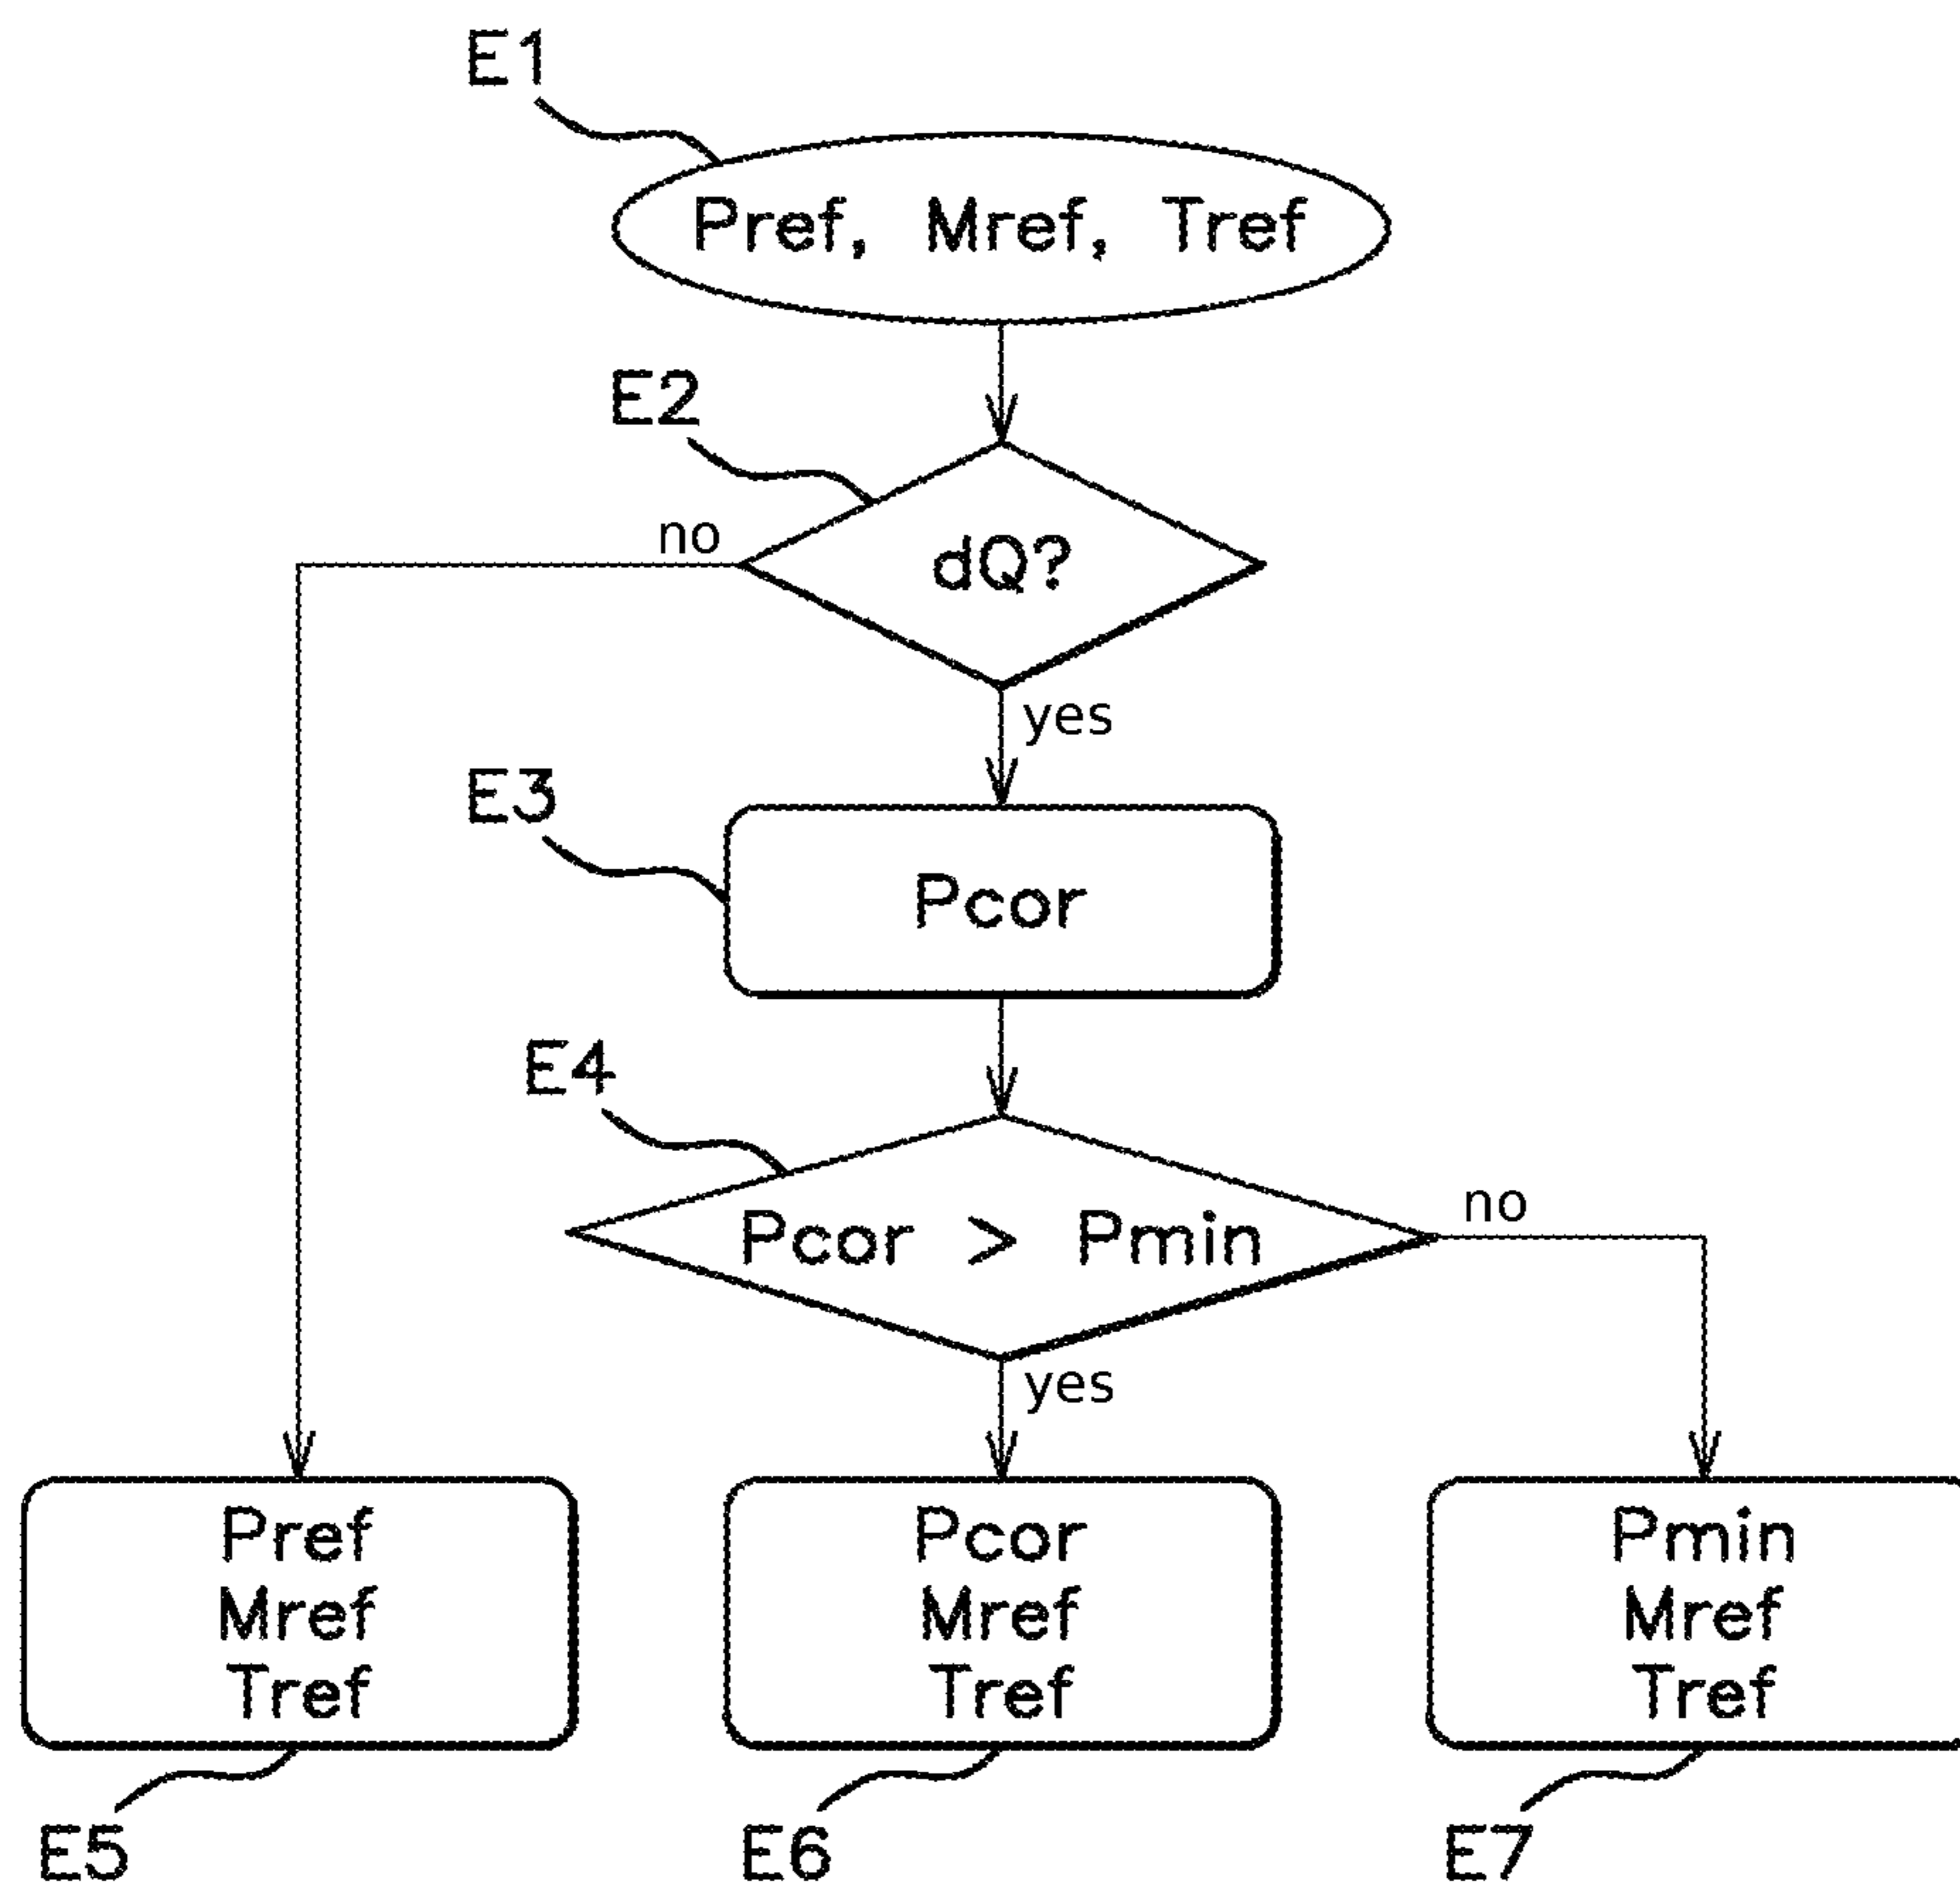 E1
Pref, Mref, Tref
E2
no
dQ?
yes
E3
Pcor
E4
Pcor > Pmin
no
yes
Pref
Mref
Tref
Pcor
Mref
Tref
Pmin
Mref
Tref
E5
E6
E7